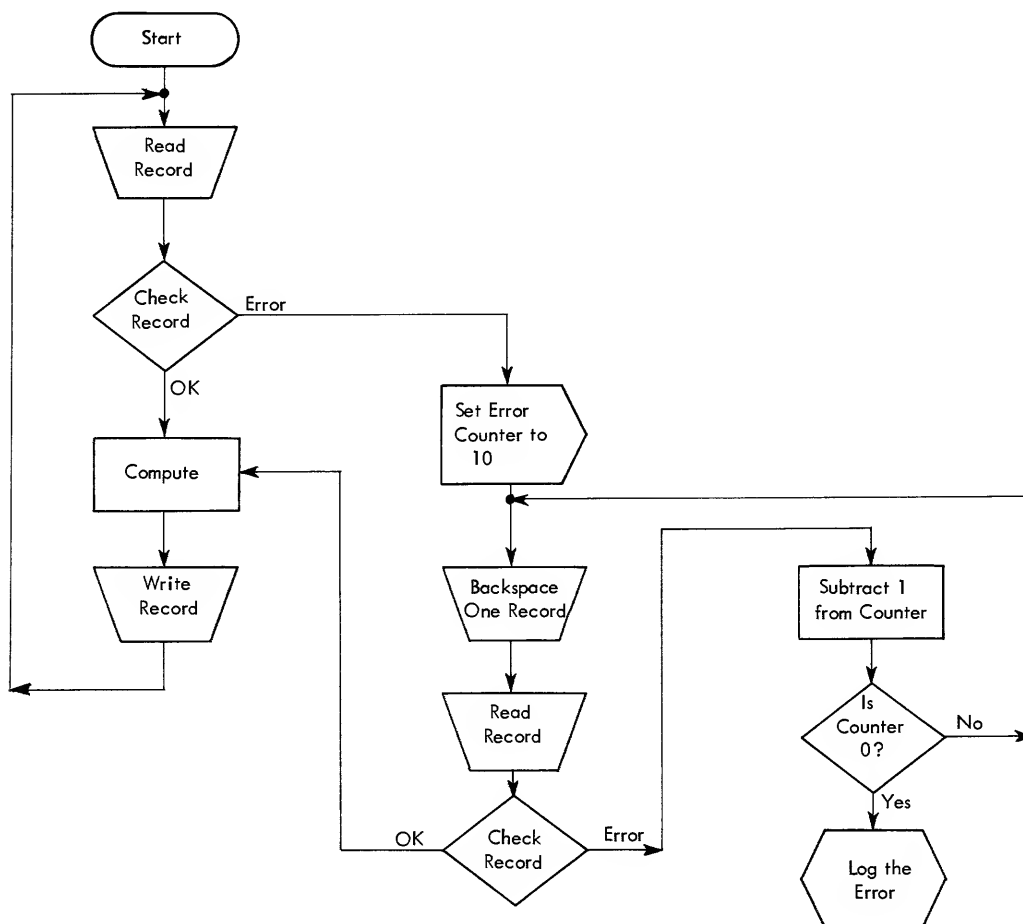 Start
Read
Record
Check
Record
Error
OK
Set Error
Counter to
10
Compute
Write
Record
Backspace
One Record
Subtract 1
from Counter
Read
Record
Is
Counter
0?
No
Yes
OK
Check
Record
Error
Log the
Error